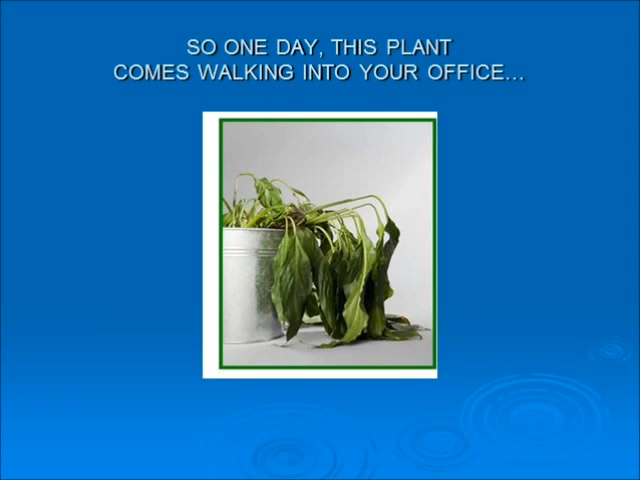 SO ONE DAY, THIS PLANT
COMES WALKING INTO YOUR OFFICE…